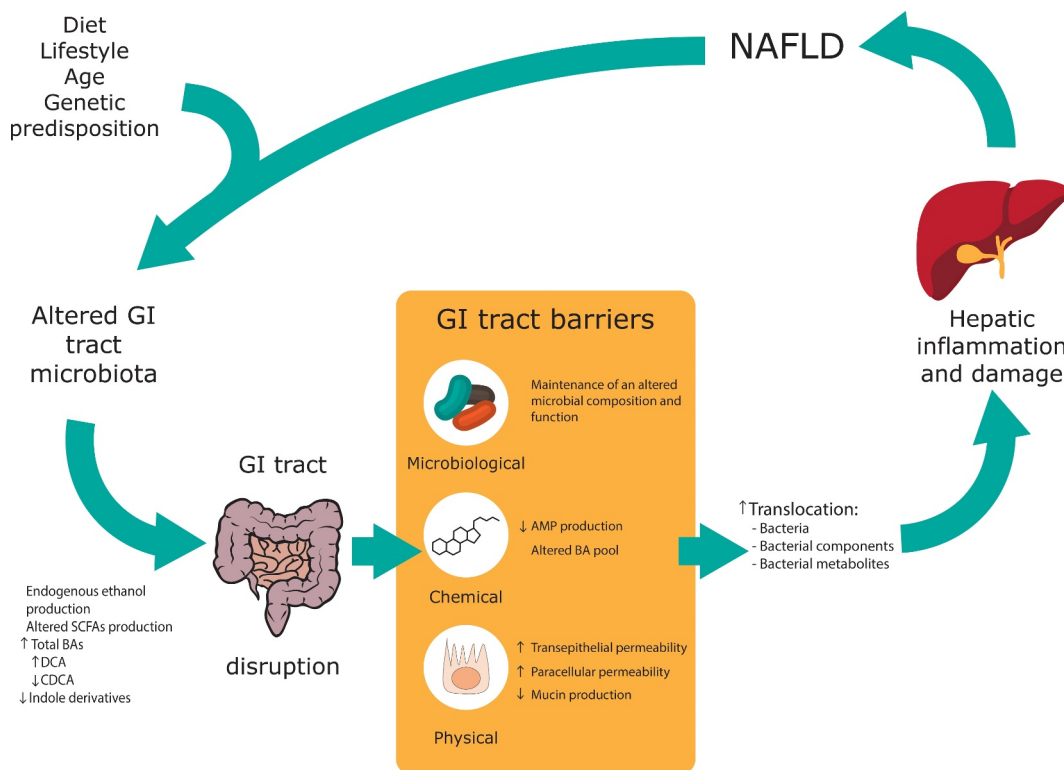 Diet
Lifestyle
Age
Genetic
predisposition
NAFLD
Altered GI
tract
microbiota
Endogenous ethanol
production
Altered SCFAs production
↑ Total BAs
↑DCA
↓CDCA
↓Indole derivatives
GI tract
disruption
GI tract barriers
Microbiological
Maintenance of an altered
microbial composition and
function
Chemical
↓ AMP production
Altered BA pool
Physical
↑ Transepithelial permeability
↑ Paracellular permeability
↓ Mucin production
↑Translocation:
- Bacteria
- Bacterial components
- Bacterial metabolites
Hepatic
inflammation
and damage